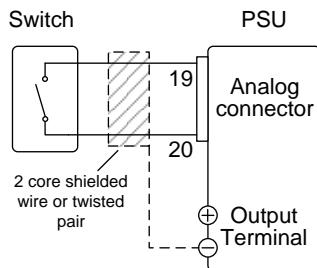 Switch
PSU
19
Analog
connector
20
2 core shielded
wire or twisted
pair
Output
Terminal